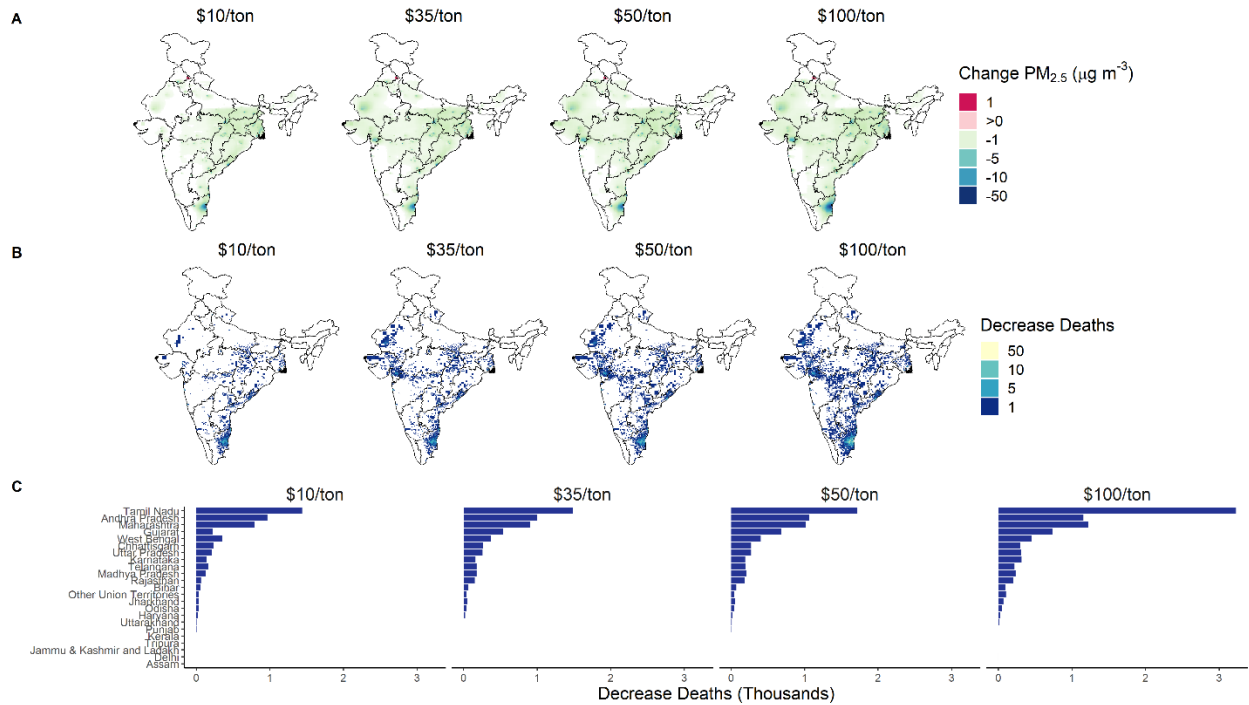 A
$10/ton
$35/ton
$50/ton
$100/ton
Change PM2.5 (μg m−3)
1
>0
-1
-5
-10
-50
B
$10/ton
$35/ton
$50/ton
$100/ton
Decrease Deaths
50
10
5
1
C
$10/ton
$35/ton
$50/ton
$100/ton
Tamil Nadu
Andhra Pradesh
Maharashtra
Gujarat
West Bengal
Chhattisgarh
Uttar Pradesh
Karnataka
Telangana
Madhya Pradesh
Rajasthan
Bihar
Other Union Territories
Jharkhand
Odisha
Haryana
Uttarakhand
Punjab
Kerala
Tripura
Jammu & Kashmir and Ladakh
Delhi
Assam
0 1 2 3
0 1 2 3
0 1 2 3
0 1 2 3
Decrease Deaths (Thousands)